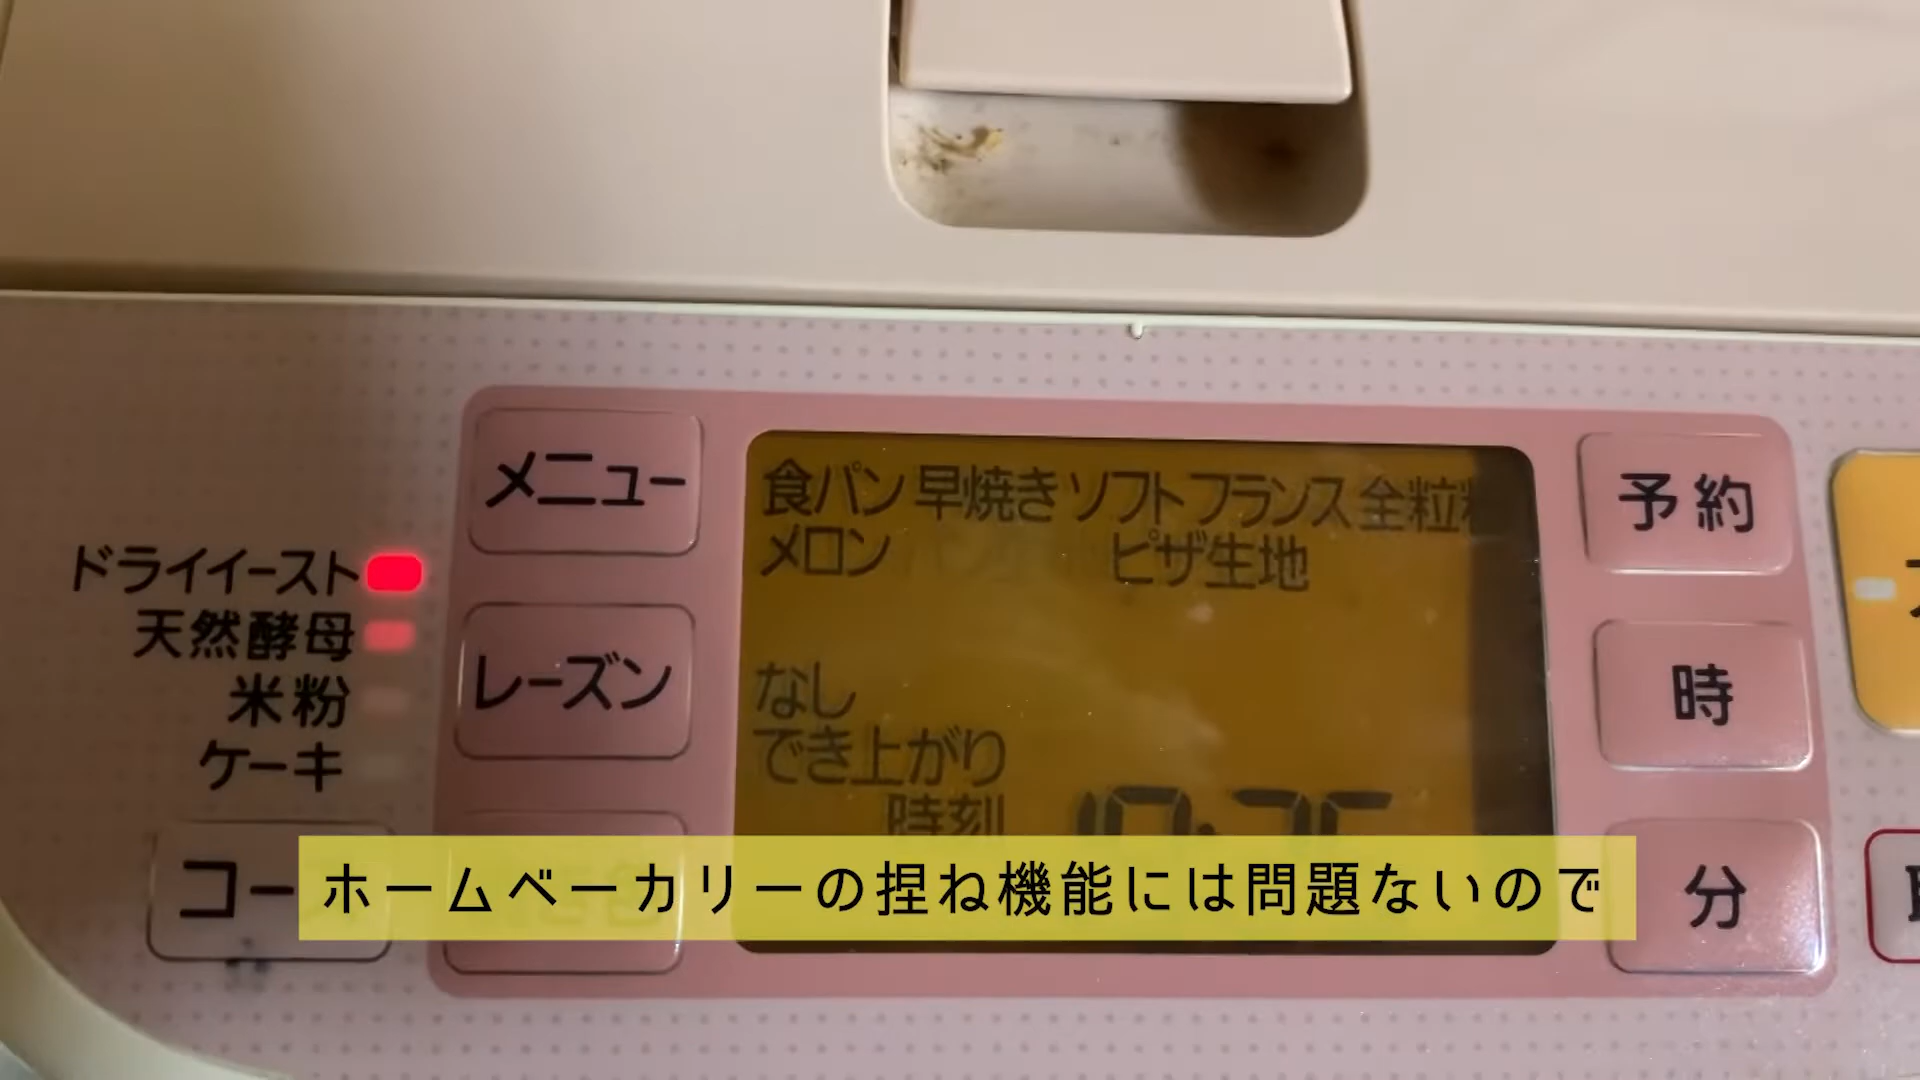 メニュー
食パン 早焼き ソフト フランス 全粒
メロン ピザ生地
予約
ドライイースト
天然酵母
米粉
ケーキ
レーズン
なし
でき上がり
時刻
時
コー
ホームベーカリーの捏ね機能には問題ないので
分